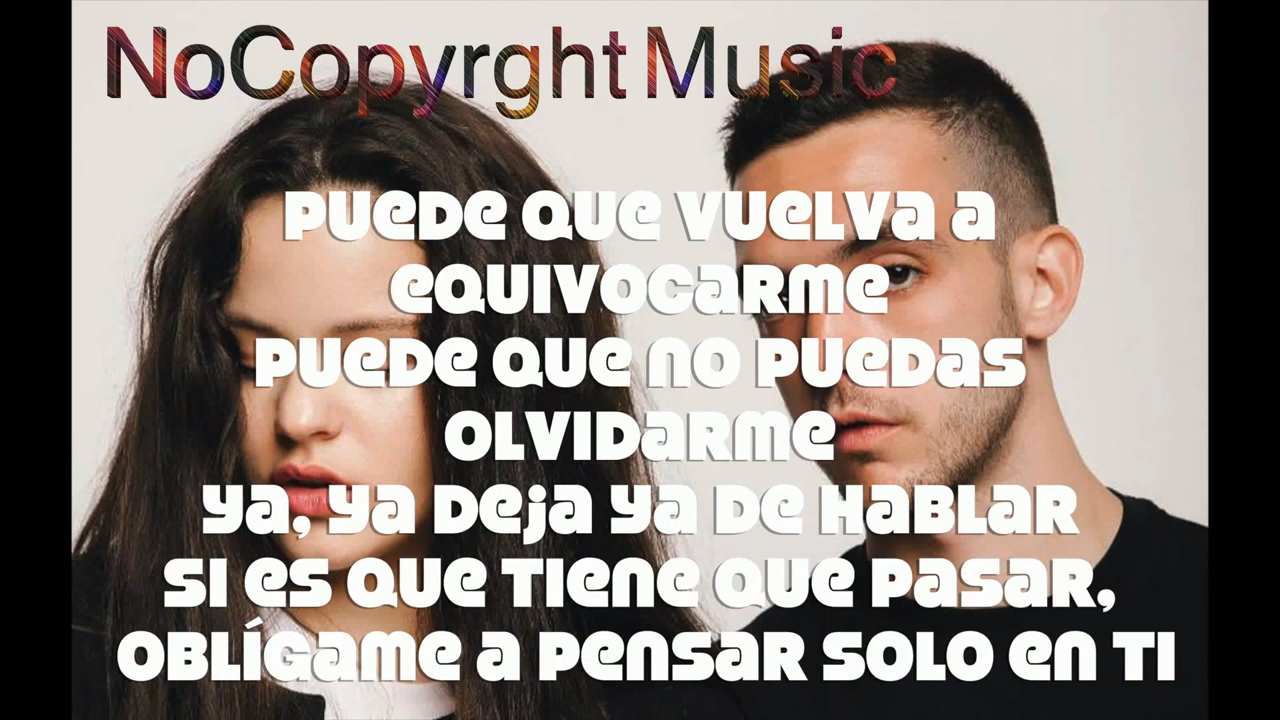 NoCopyrght Music
PUEDE QUE VUELVA A
EQUIVOCARME
PUEDE QUE NO PUEDAS
OLVIDARME
YA, YA DEJA YA DE HABLAR
SI ES QUE TIENE QUE PASAR,
OBLÍGAME A PENSAR SOLO EN TI